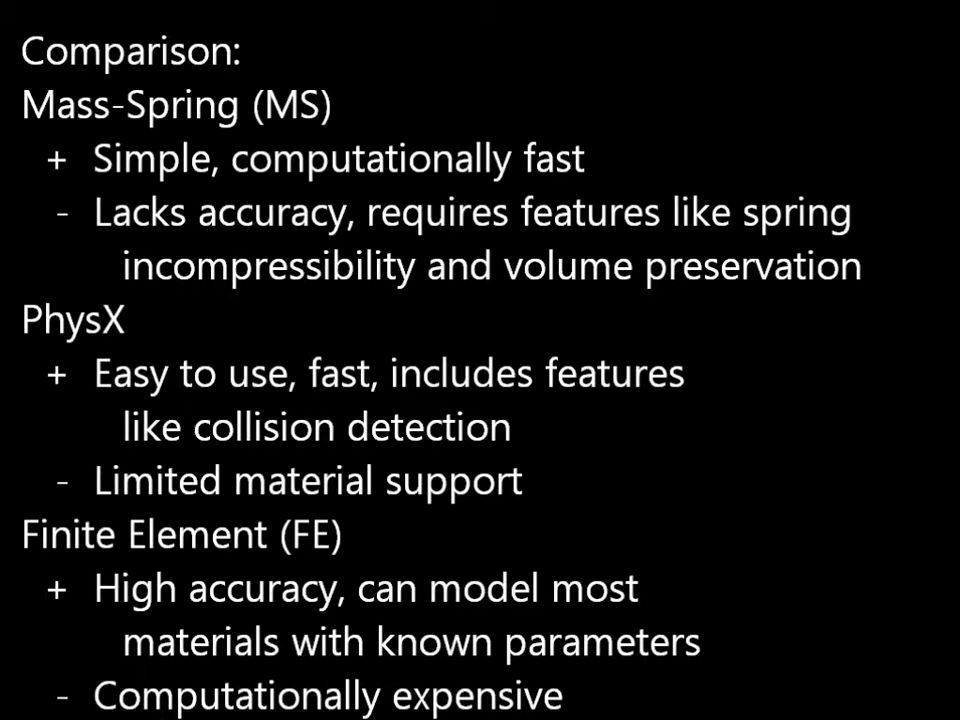 Comparison:
Mass-Spring (MS)
+ Simple, computationally fast
- Lacks accuracy, requires features like spring
incompressibility and volume preservation
PhysX
+ Easy to use, fast, includes features
like collision detection
- Limited material support
Finite Element (FE)
+ High accuracy, can model most
materials with known parameters
- Computationally expensive